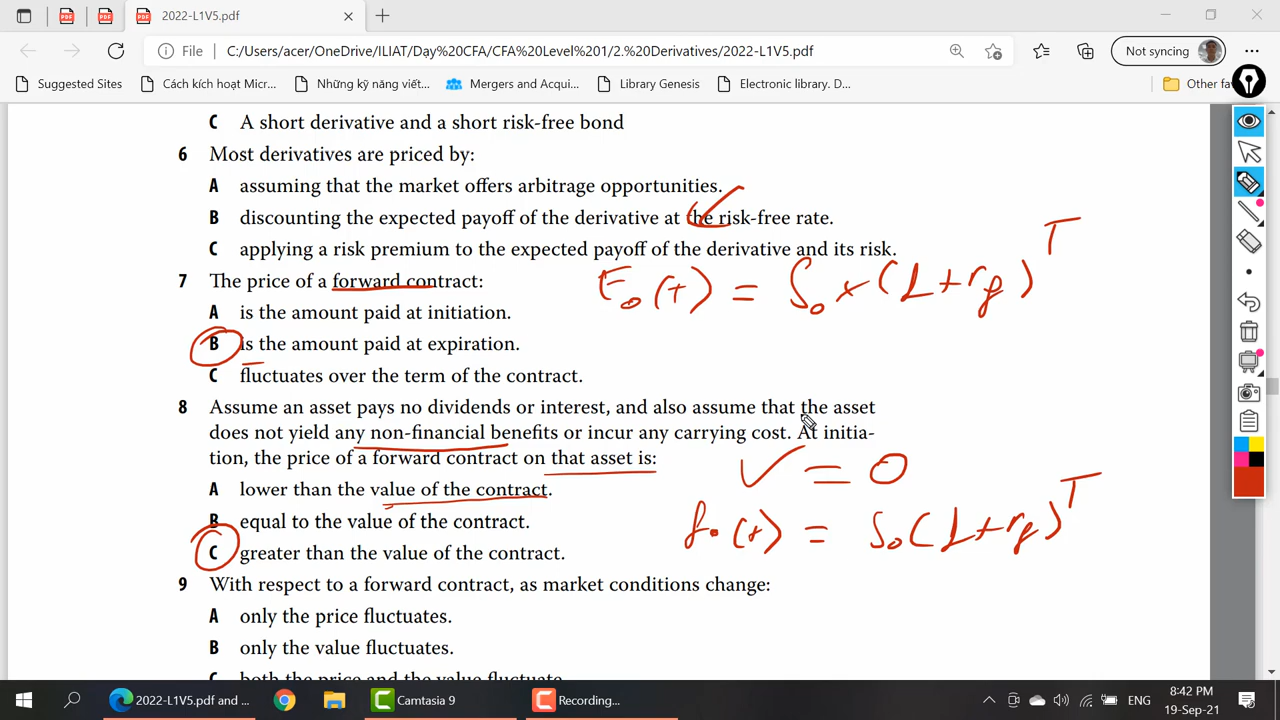 2022-L1V5.pdf
File C:/Users/acer/OneDrive/ILIAT/Day%20CFA/CFA%20Level%201/2.%20Derivatives/2022-L1V5.pdf Not syncing
Suggested Sites Cách kích hoạt Micr... Những kỹ năng viết... Mergers and Acqui... Library Genesis Electronic library. D... Other fav
C A short derivative and a short risk-free bond
6 Most derivatives are priced by:
A assuming that the market offers arbitrage opportunities.
B discounting the expected payoff of the derivative at the risk-free rate.
C applying a risk premium to the expected payoff of the derivative and its risk.
7 The price of a forward contract:
F₀(T) = S₀ × (1+rf)^T
A is the amount paid at initiation.
B is the amount paid at expiration.
C fluctuates over the term of the contract.
8 Assume an asset pays no dividends or interest, and also assume that the asset
does not yield any non-financial benefits or incur any carrying cost. At initia-
tion, the price of a forward contract on that asset is:
V = 0
A lower than the value of the contract.
B equal to the value of the contract.
f₀(T) = S₀(1+rf)^T
C greater than the value of the contract.
9 With respect to a forward contract, as market conditions change:
A only the price fluctuates.
B only the value fluctuates.
C both the price and the value fluctuate.
2022-L1V5.pdf and ... Camtasia 9 Recording... ENG 8:42 PM
19-Sep-21